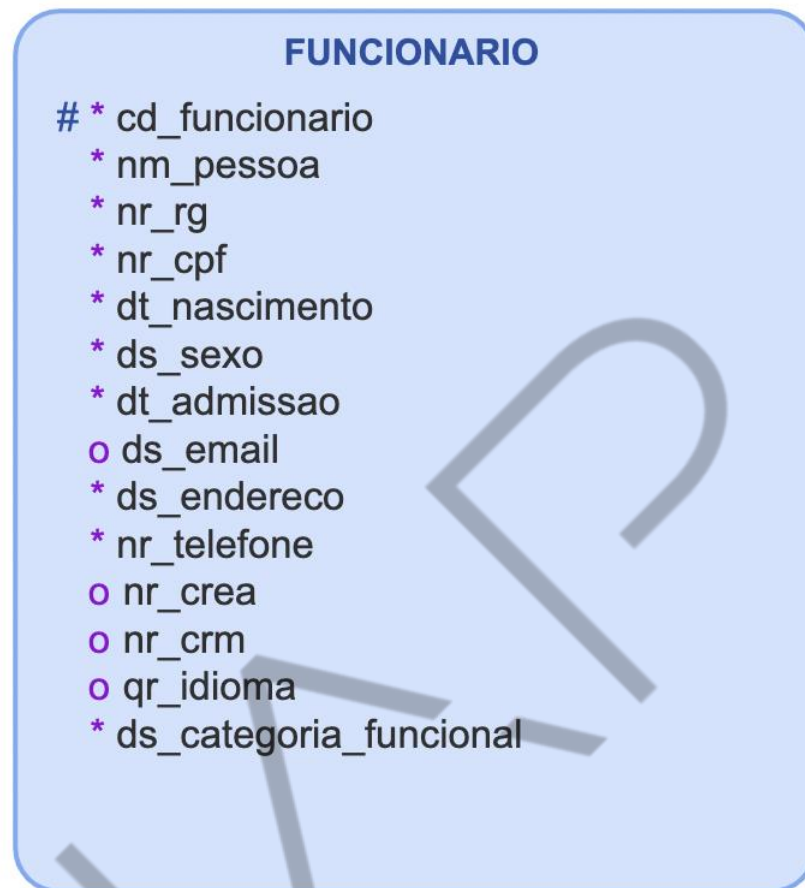 FUNCIONARIO
# * cd_funcionario
* nm_pessoa
* nr_rg
* nr_cpf
* dt_nascimento
* ds_sexo
* dt_admissao
o ds_email
* ds_endereco
* nr_telefone
o nr_crea
o nr_crm
o qr_idioma
* ds_categoria_funcional